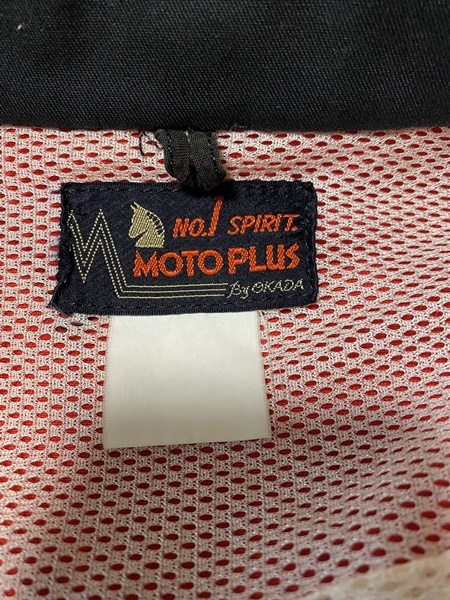 NO.1 SPIRIT.
MOTO PLUS
By OKADA